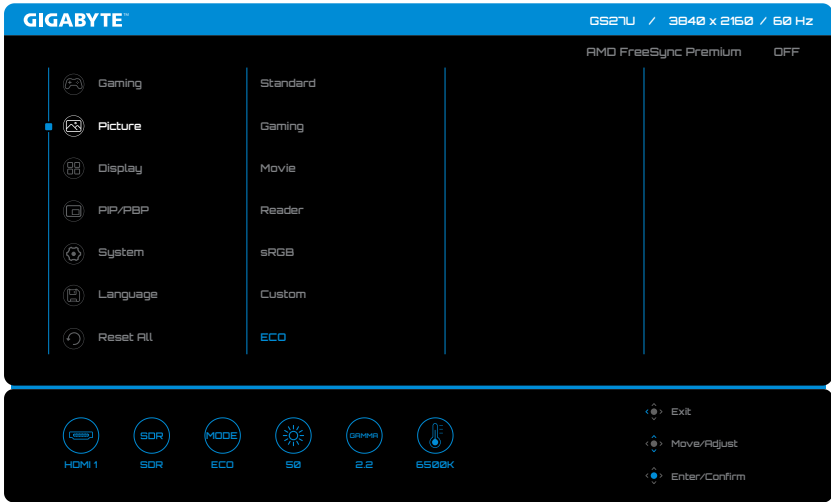 GIGABYTE™
GS27U / 3840 x 2160 / 60 Hz
AMD FreeSync Premium OFF
Gaming
Picture
Display
PIP/PBP
System
Language
Reset All
Standard
Gaming
Movie
Reader
sRGB
Custom
ECO
SDR
MODE
GAMMA
HDMI 1
SDR
ECO
50
2.2
6500K
Exit
Move/Adjust
Enter/Confirm